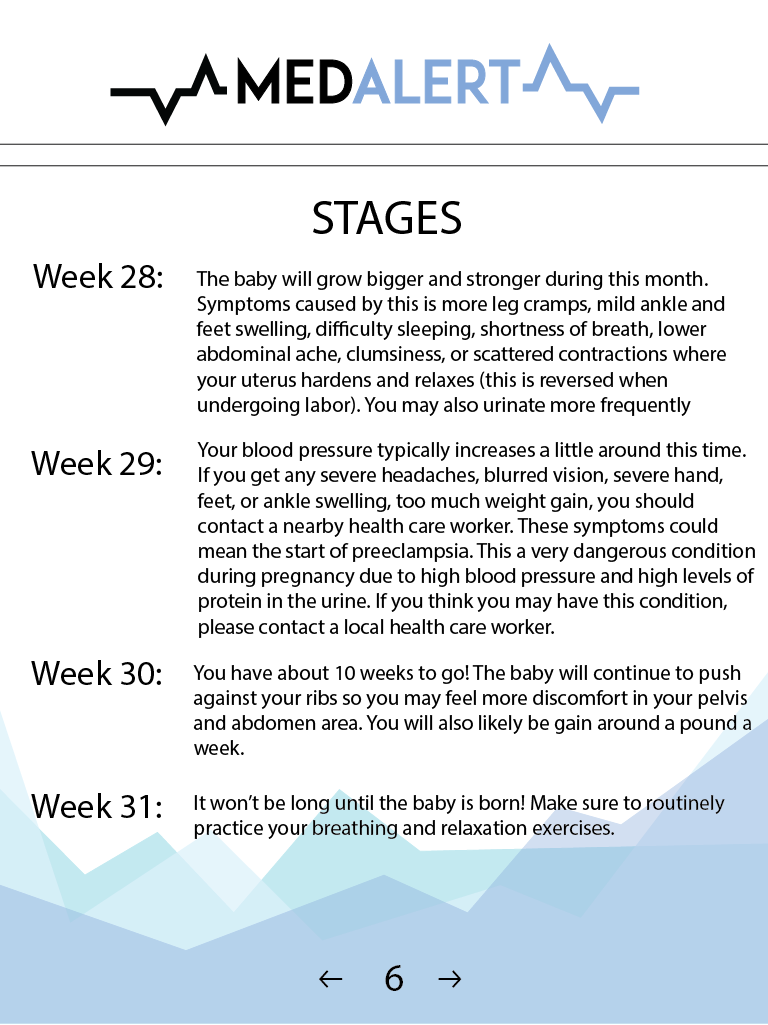 MEDALERT
STAGES
Week 28:
The baby will grow bigger and stronger during this month.
Symptoms caused by this is more leg cramps, mild ankle and
feet swelling, difficulty sleeping, shortness of breath, lower
abdominal ache, clumsiness, or scattered contractions where
your uterus hardens and relaxes (this is reversed when
undergoing labor). You may also urinate more frequently
Week 29:
Your blood pressure typically increases a little around this time.
If you get any severe headaches, blurred vision, severe hand,
feet, or ankle swelling, too much weight gain, you should
contact a nearby health care worker. These symptoms could
mean the start of preeclampsia. This a very dangerous condition
during pregnancy due to high blood pressure and high levels of
protein in the urine. If you think you may have this condition,
please contact a local health care worker.
Week 30:
You have about 10 weeks to go! The baby will continue to push
against your ribs so you may feel more discomfort in your pelvis
and abdomen area. You will also likely be gain around a pound a
week.
Week 31:
It won’t be long until the baby is born! Make sure to routinely
practice your breathing and relaxation exercises.
← 6 →